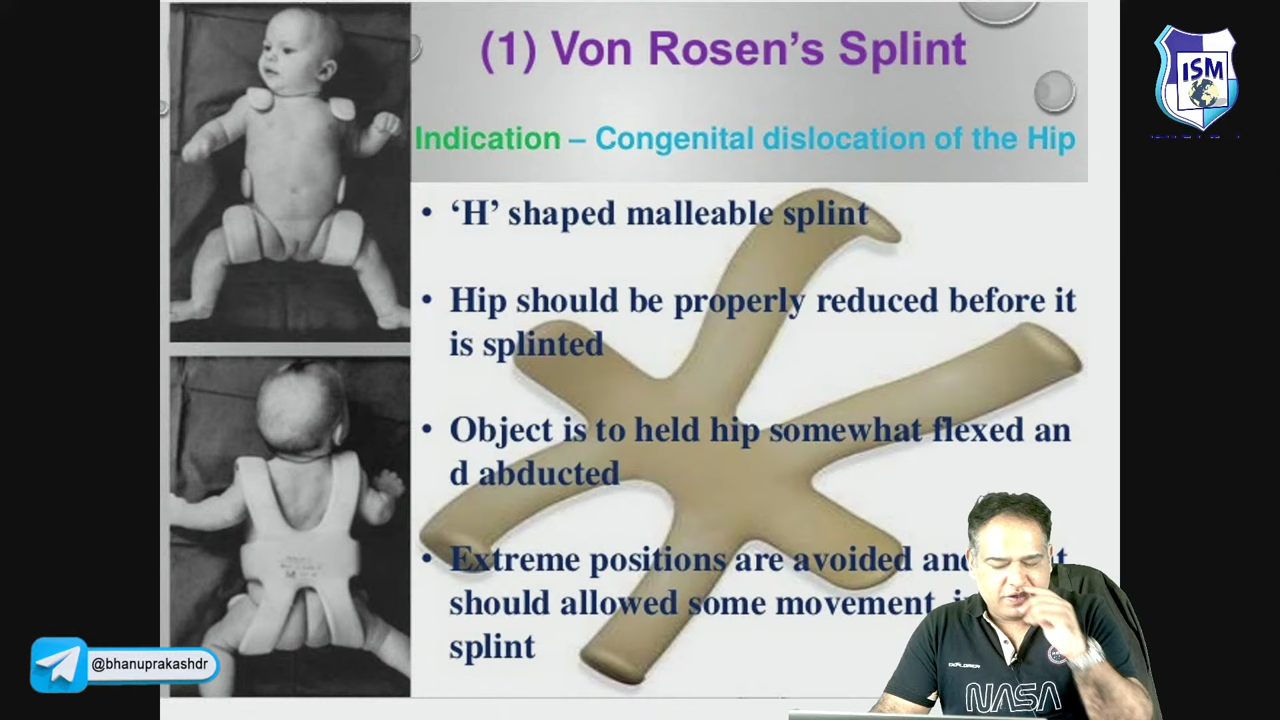 (1) Von Rosen's Splint
Indication – Congenital dislocation of the Hip
• 'H' shaped malleable splint
• Hip should be properly reduced before it
is splinted
• Object is to held hip somewhat flexed an
d abducted
• Extreme positions are avoided
should allowed some movement
splint
ISM
@bhanuprakashdr
EXPLORER
NASA